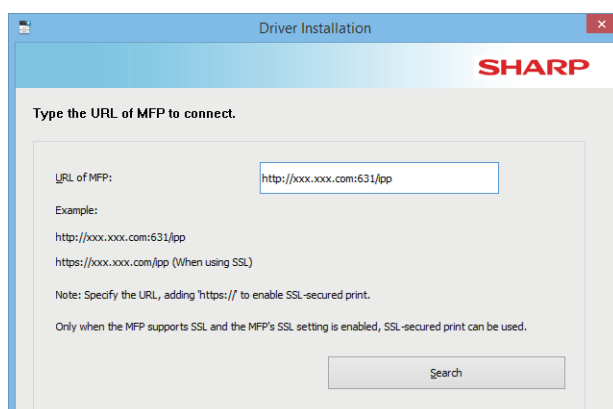 Driver Installation
SHARP
Type the URL of MFP to connect.
URL of MFP:
http://xxx.xxx.com:631/ipp
Example:
http://xxx.xxx.com:631/ipp
https://xxx.xxx.com/ipp (When using SSL)
Note: Specify the URL, adding 'https://' to enable SSL-secured print.
Only when the MFP supports SSL and the MFP's SSL setting is enabled, SSL-secured print can be used.
Search